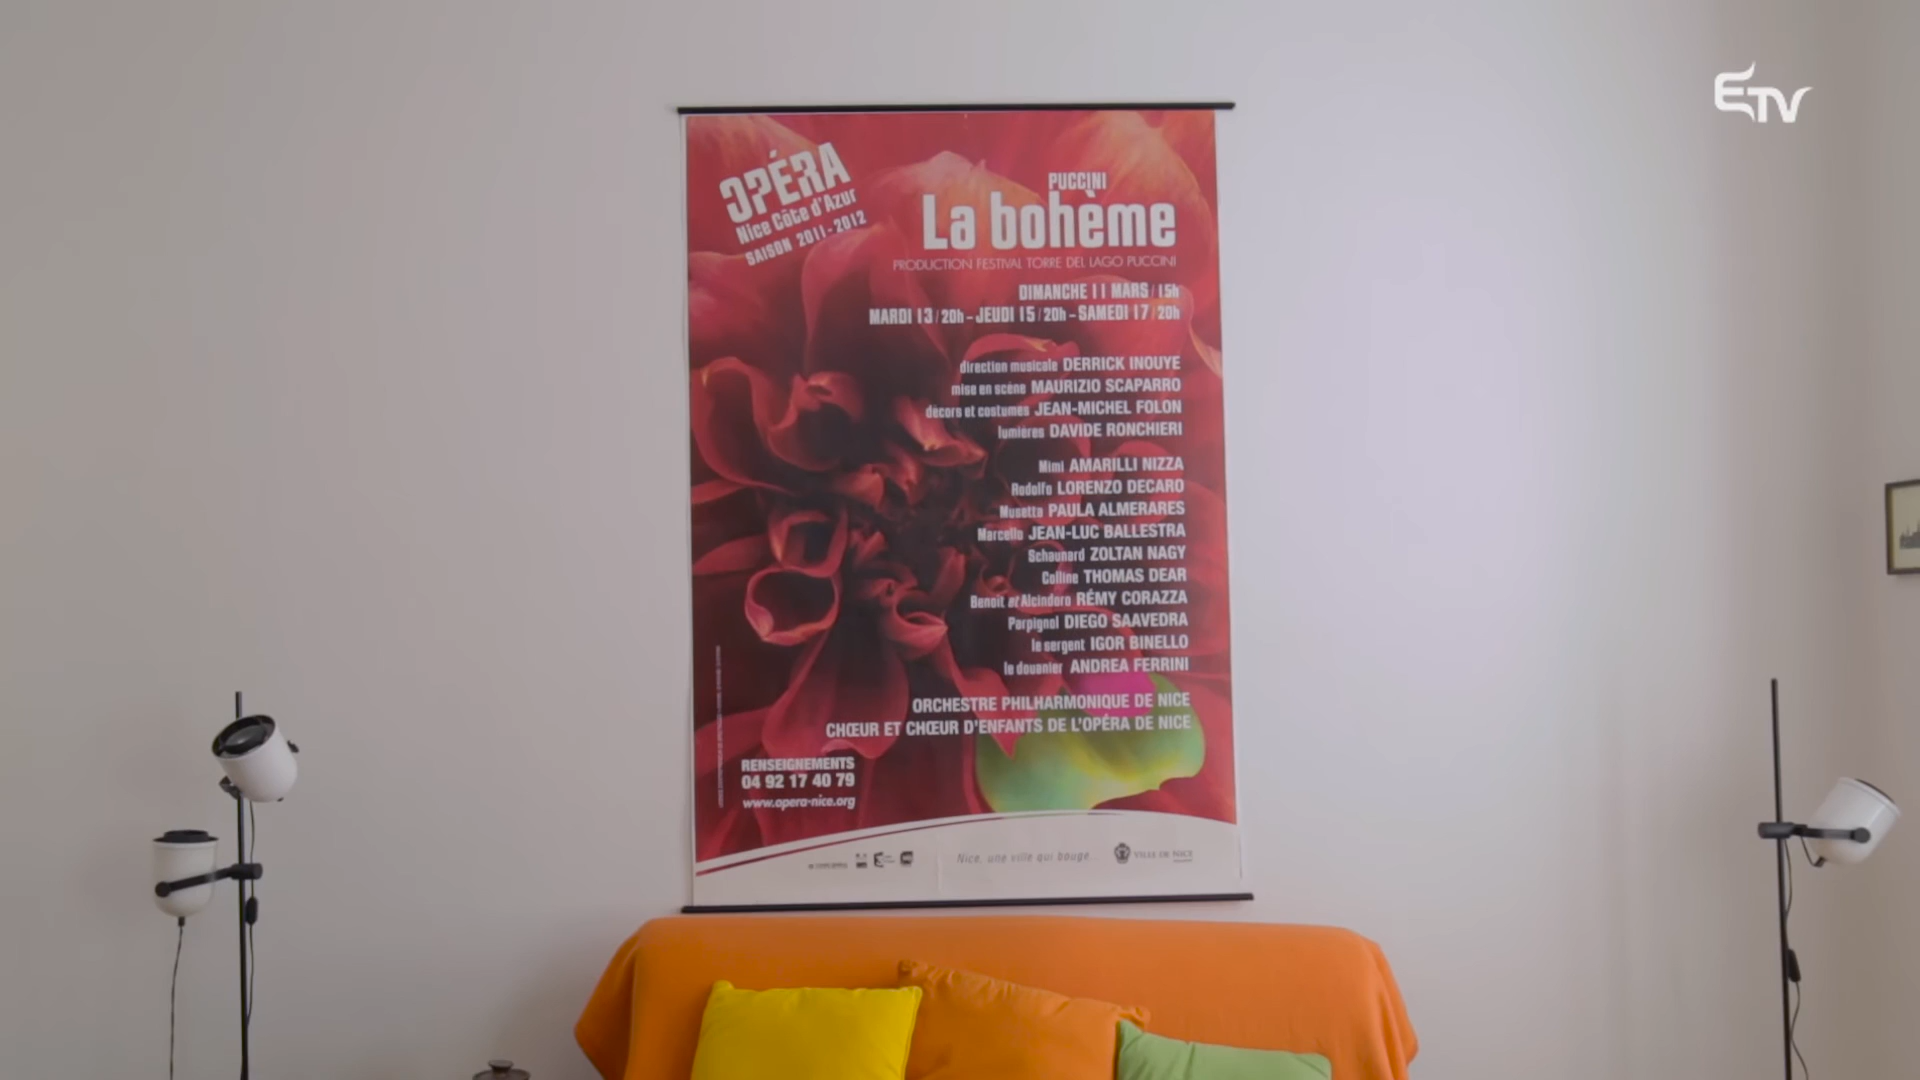 ETV
OPÉRA
Nice Côte d'Azur
SAISON 2011-2012
PUCCINI
La bohème
PRODUCTION FESTIVAL TORRE DEL LAGO PUCCINI
DIMANCHE 11 MARS / 15h
MARDI 13 / 20h - JEUDI 15 / 20h - SAMEDI 17 / 20h
direction musicale DERRICK INOUYE
mise en scène MAURIZIO SCAPARRO
décors et costumes JEAN-MICHEL FOLON
lumières DAVIDE RONCHIERI
Mimi AMARILLI NIZZA
Rodolfo LORENZO DECARO
Musetta PAULA ALMERARES
Marcello JEAN-LUC BALLESTRA
Schaunard ZOLTAN NAGY
Colline THOMAS DEAR
Benoit et Alcindoro RÉMY CORAZZA
Parpignol DIEGO SAAVEDRA
le sergent IGOR BINELLO
le douanier ANDREA FERRINI
ORCHESTRE PHILHARMONIQUE DE NICE
CHŒUR ET CHŒUR D'ENFANTS DE L'OPÉRA DE NICE
RENSEIGNEMENTS
04 92 17 40 79
www.opera-nice.org
Nice, une ville qui bouge...
VILLE DE NICE